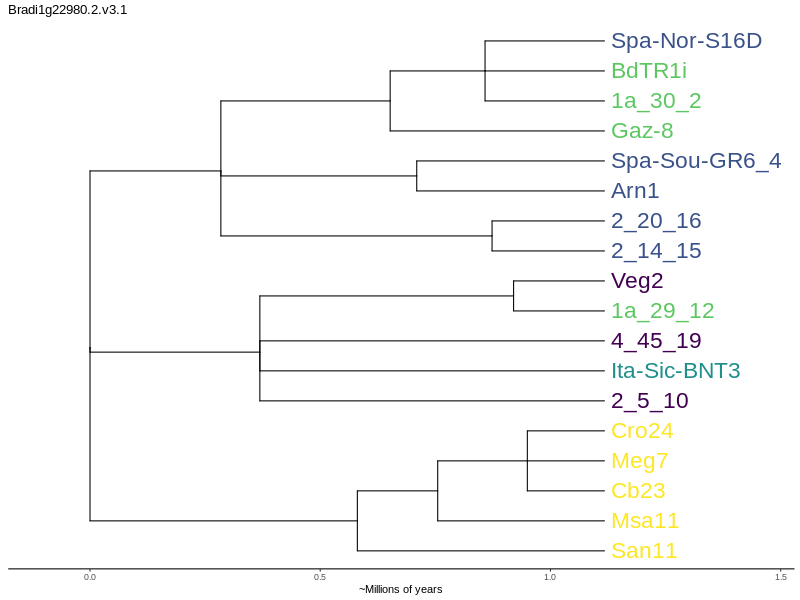 Bradi1g22980.2.v3.1
Spa-Nor-S16D
BdTR1i
1a_30_2
Gaz-8
Spa-Sou-GR6_4
Arn1
2_20_16
2_14_15
Veg2
1a_29_12
4_45_19
Ita-Sic-BNT3
2_5_10
Cro24
Meg7
Cb23
Msa11
San11
0.0 0.5 1.0 1.5
~Millions of years